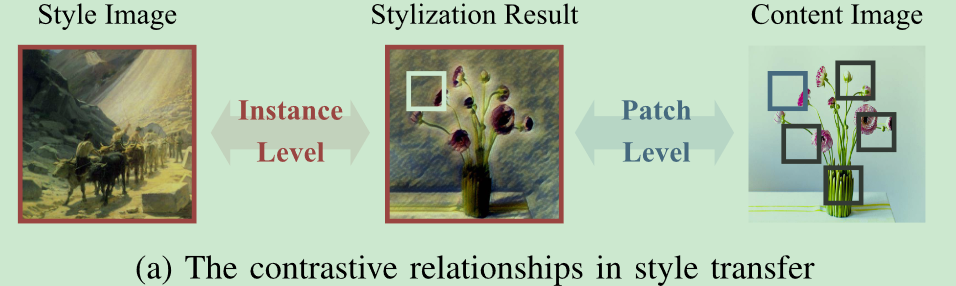 Style Image
Stylization Result
Content Image
Instance
Level
Patch
Level
(a) The contrastive relationships in style transfer